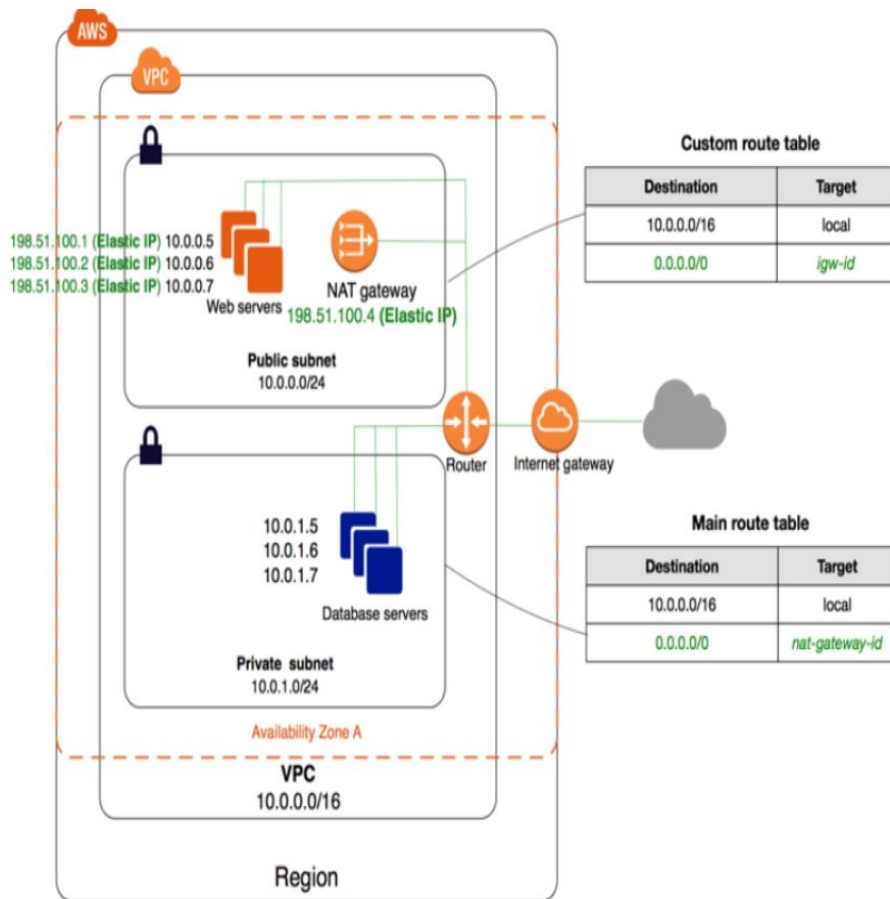 AWS
VPC
Custom route table
Destination Target
10.0.0.0/16 local
0.0.0.0/0 igw-id
198.51.100.1 (Elastic IP) 10.0.0.5
198.51.100.2 (Elastic IP) 10.0.0.6
198.51.100.3 (Elastic IP) 10.0.0.7
Web servers
NAT gateway
198.51.100.4 (Elastic IP)
Public subnet
10.0.0.0/24
Router
Internet gateway
10.0.1.5
10.0.1.6
10.0.1.7
Database servers
Private subnet
10.0.1.0/24
Main route table
Destination Target
10.0.0.0/16 local
0.0.0.0/0 nat-gateway-id
Availability Zone A
VPC
10.0.0.0/16
Region